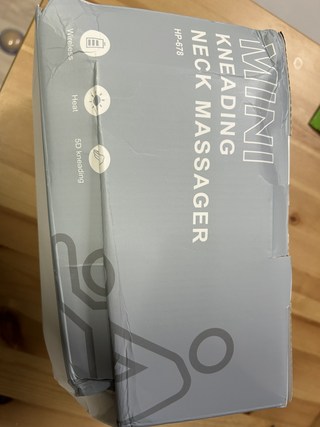 MINI
KNEADING
NECK MASSAGER
HP-678
Wireless
Heat
5D kneading